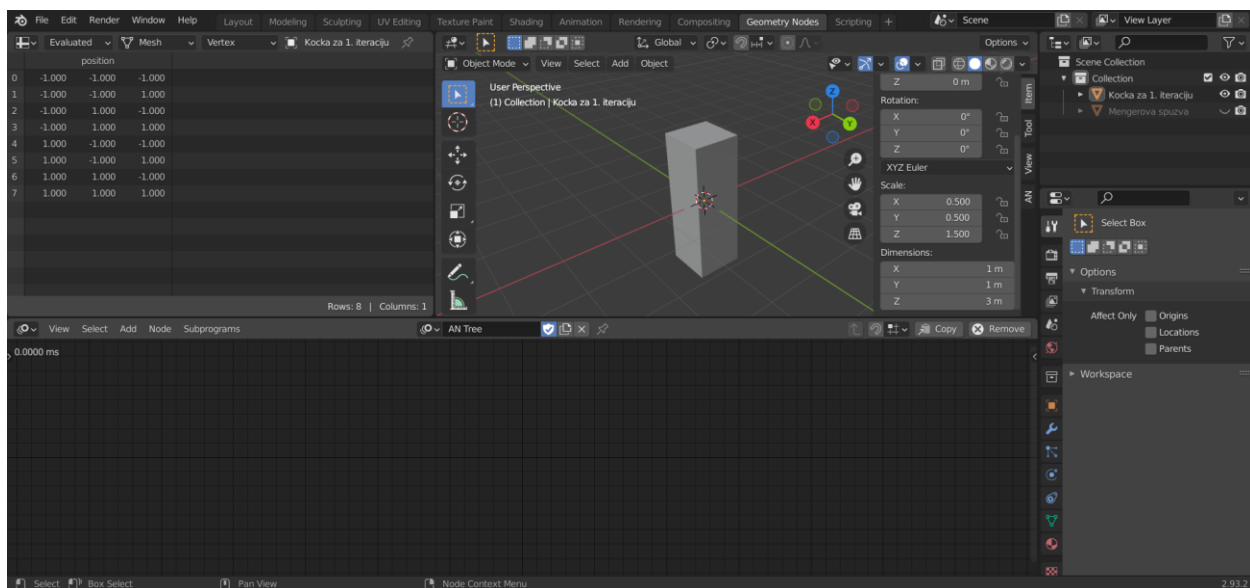 File Edit Render Window Help Layout Modeling Sculpting UV Editing Texture Paint Shading Animation Rendering Compositing Geometry Nodes Scripting + Scene View Layer
Evaluated Mesh Vertex Kocka za 1. iteraciju
position
0 -1.000 -1.000 -1.000
1 -1.000 -1.000 1.000
2 -1.000 1.000 -1.000
3 -1.000 1.000 1.000
4 1.000 -1.000 -1.000
5 1.000 -1.000 1.000
6 1.000 1.000 -1.000
7 1.000 1.000 1.000
Rows: 8 | Columns: 1
Global Options
Object Mode View Select Add Object
User Perspective
(1) Collection | Kocka za 1. iteraciju
Z
X
Y
Z 0 m
Rotation:
X 0°
Y 0°
Z 0°
XYZ Euler
Scale:
X 0.500
Y 0.500
Z 1.500
Dimensions:
X 1 m
Y 1 m
Z 3 m
Item
Tool
View
AN
Scene Collection
Collection
Kocka za 1. iteraciju
Mengerova spuzva
Select Box
Options
Transform
Affect Only Origins
Locations
Parents
Workspace
View Select Add Node Subprograms AN Tree Copy Remove
0.0000 ms
Select Box Select Pan View Node Context Menu 2.93.2